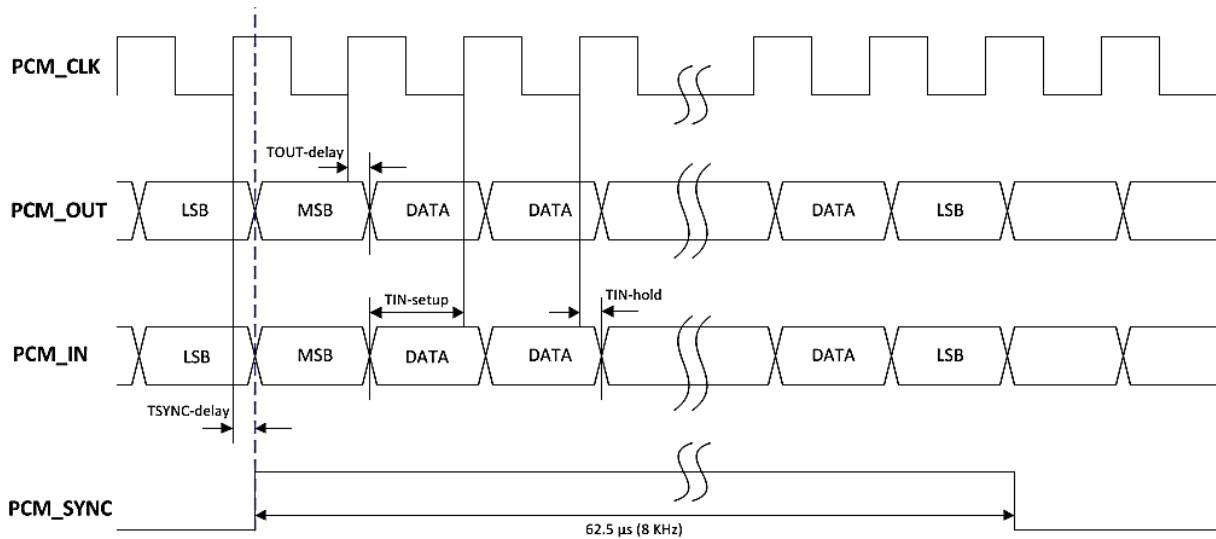 PCM_CLK
TOUT-delay
PCM_OUT
LSB
MSB
DATA
DATA
DATA
LSB
TIN-setup
TIN-hold
PCM_IN
LSB
MSB
DATA
DATA
DATA
LSB
TSYNC-delay
PCM_SYNC
62.5 µs (8 KHz)